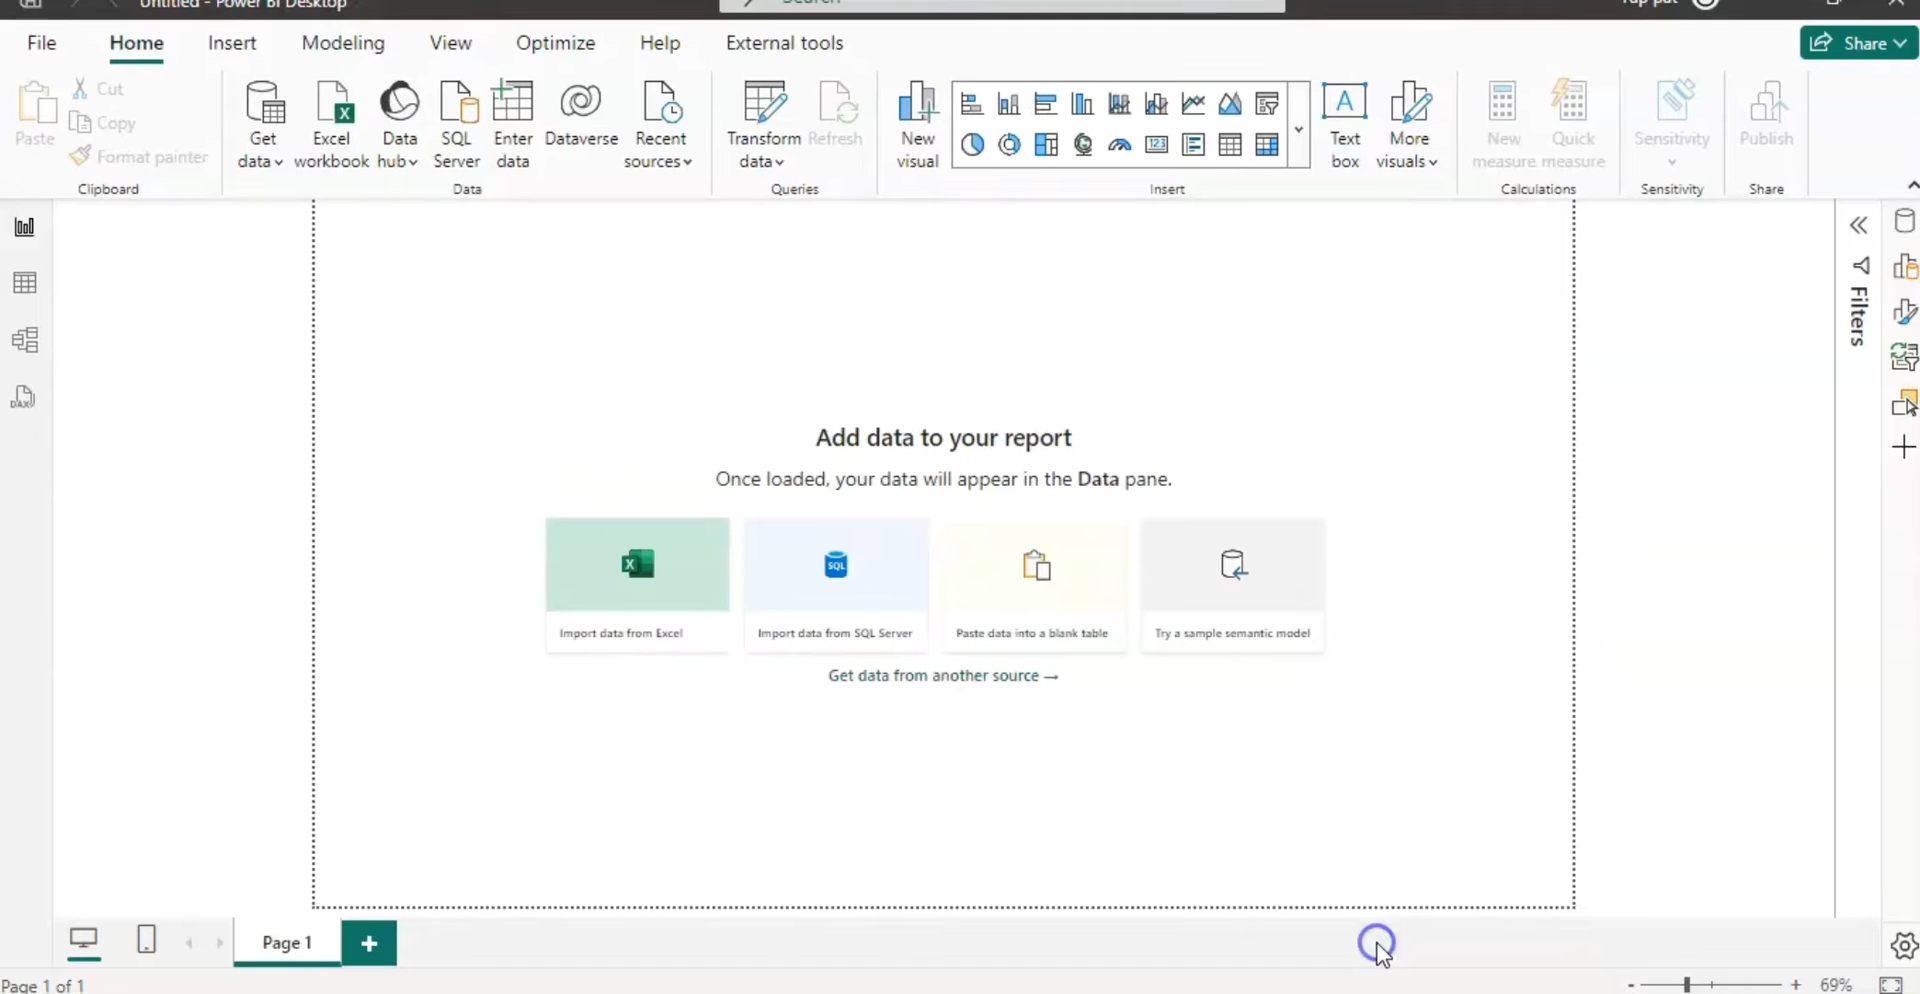 Untitled - Power BI Desktop
Search
File Home Insert Modeling View Optimize Help External tools
Share
Paste
Cut
Copy
Format painter
Clipboard
Get data
Excel workbook
Data hub
SQL Server
Enter data
Dataverse
Recent sources
Data
Transform data
Refresh
Queries
New visual
123
A
Text box
More visuals
Insert
New measure
Quick measure
Calculations
Sensitivity
Sensitivity
Publish
Share
DAX
Filters
Add data to your report
Once loaded, your data will appear in the Data pane.
X
SQL
Import data from Excel
Import data from SQL Server
Paste data into a blank table
Try a sample semantic model
Get data from another source →
Page 1
+
Page 1 of 1
- + 69%